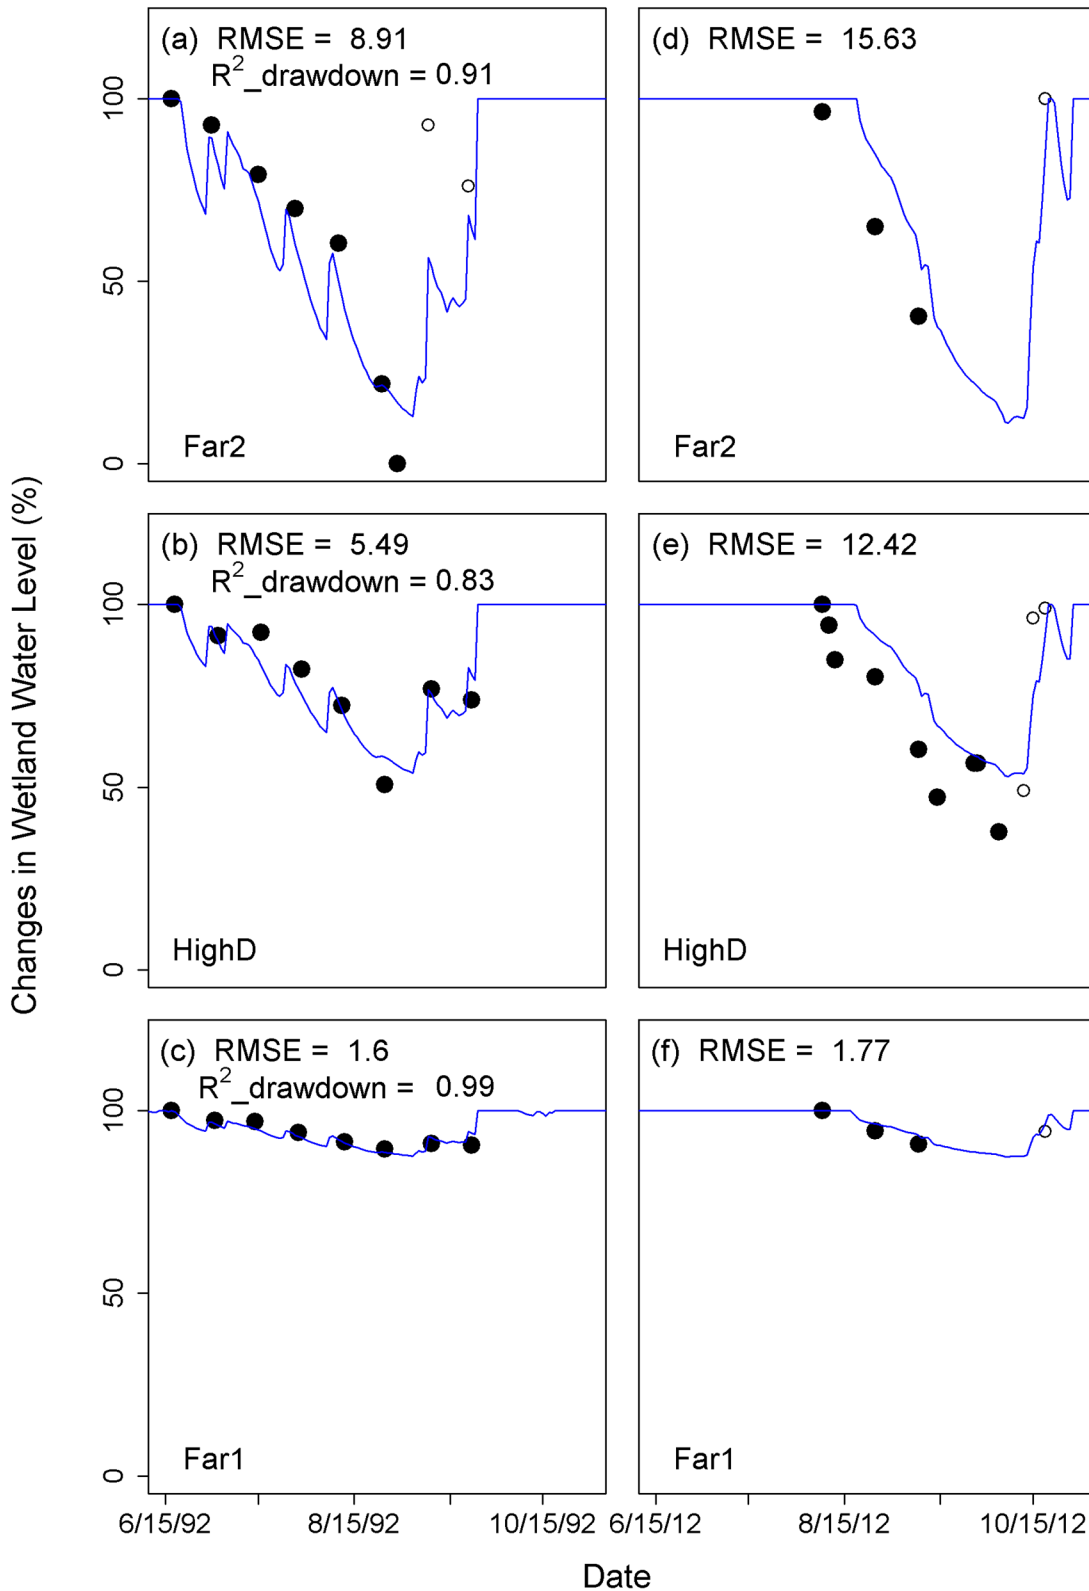 Changes in Wetland Water Level (%)
(a) RMSE = 8.91
R²_drawdown = 0.91
100
50
0
Far2
(d) RMSE = 15.63
Far2
(b) RMSE = 5.49
R²_drawdown = 0.83
100
50
0
HighD
(e) RMSE = 12.42
HighD
(c) RMSE = 1.6
R²_drawdown = 0.99
100
50
0
Far1
(f) RMSE = 1.77
Far1
6/15/92 8/15/92 10/15/92 6/15/12 8/15/12 10/15/12
Date